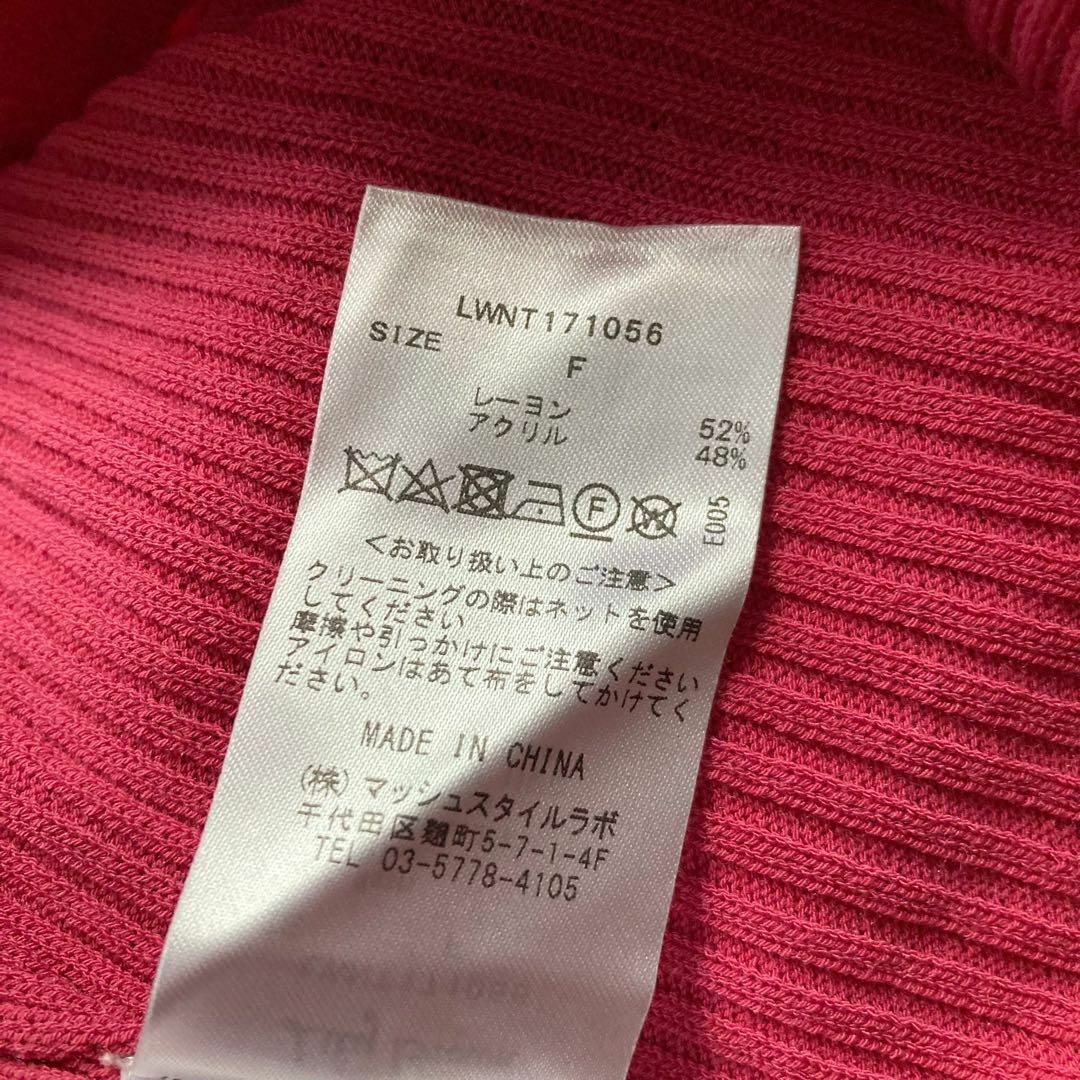 LWNT171056
SIZE F
レーヨン 52%
アクリル 48%
F
W
E005
<お取り扱い上のご注意>
クリーニングの際はネットを使用
してください
摩擦や引っかけにご注意ください
アイロンはあて布をしてかけてく
ださい。
MADE IN CHINA
(株)マッシュスタイルラボ
千代田区麹町5-7-1-4F
TEL 03-5778-4105